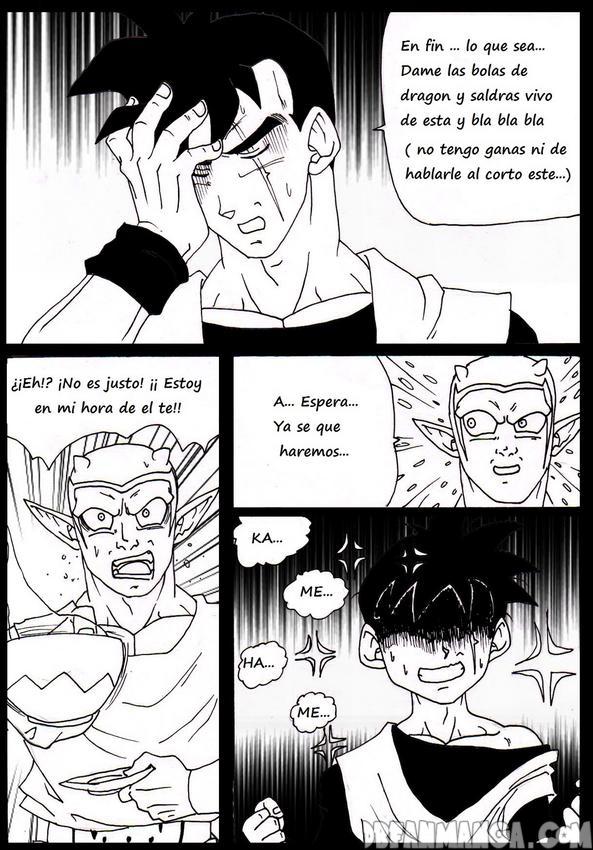 En fin ... lo que sea...
Dame las bolas de
dragon y saldras vivo
de esta y bla bla bla
( no tengo ganas ni de
hablarle al corto este...)
¿¡Eh!? ¡No es justo! ¡¡ Estoy
en mi hora de el te!!
A... Espera...
Ya se que
haremos...
KA...
ME...
HA...
ME...
DBFANMANGA.COM